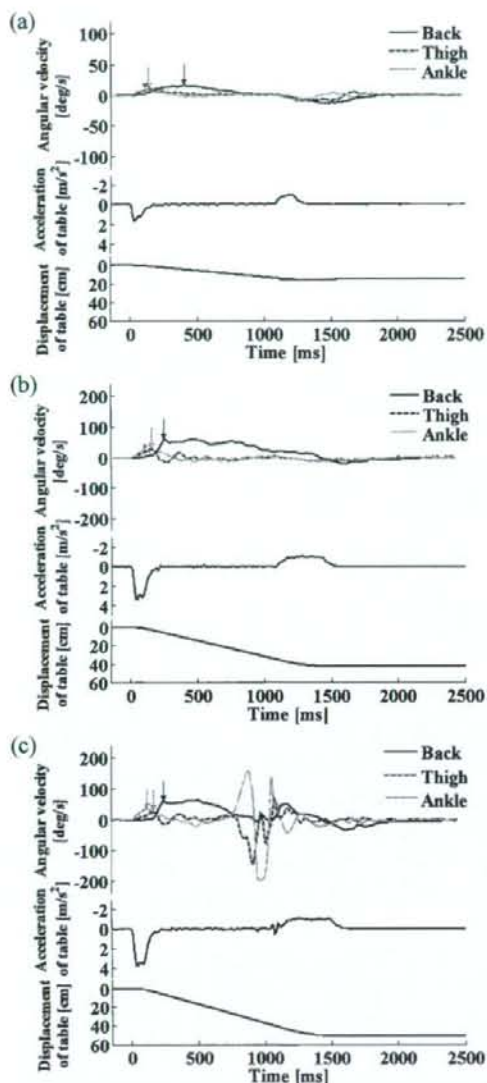 (a)
Angular velocity
[deg/s]
100
50
0
-50
-100
Back
Thigh
Ankle
Acceleration
of table [m/s²]
-2
0
2
4
Displacement
of table [cm]
0
20
40
60
0 500 1000 1500 2000 2500
Time [ms]
(b)
Angular velocity
[deg/s]
200
100
0
-100
-200
Back
Thigh
Ankle
Acceleration
of table [m/s²]
-2
0
2
4
Displacement
of table [cm]
0
20
40
60
0 500 1000 1500 2000 2500
Time [ms]
(c)
Angular velocity
[deg/s]
200
100
0
-100
-200
Back
Thigh
Ankle
Acceleration
of table [m/s²]
-2
0
2
4
Displacement
of table [cm]
0
20
40
60
0 500 1000 1500 2000 2500
Time [ms]